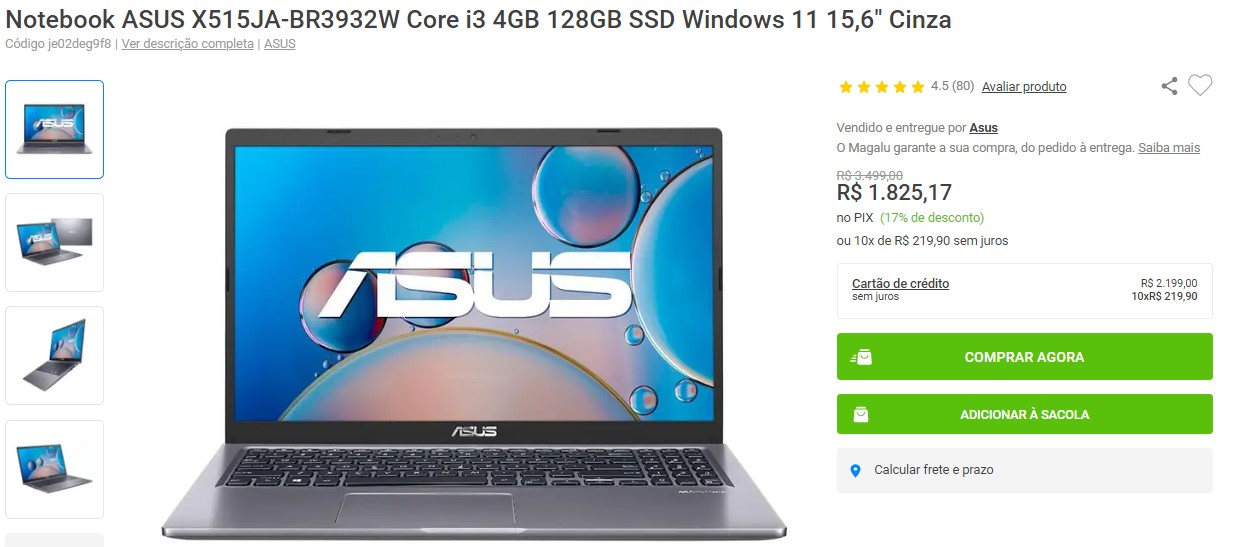 Notebook ASUS X515JA-BR3932W Core i3 4GB 128GB SSD Windows 11 15,6" Cinza
Código je02deg9f8 | Ver descrição completa | ASUS
4.5 (80) Avaliar produto
Vendido e entregue por Asus
O Magalu garante a sua compra, do pedido à entrega. Saiba mais
R$ 3.499,00
R$ 1.825,17
no PIX (17% de desconto)
ou 10x de R$ 219,90 sem juros
Cartão de crédito R$ 2.199,00
sem juros 10xR$ 219,90
COMPRAR AGORA
ADICIONAR À SACOLA
Calcular frete e prazo
ASUS
ASUS